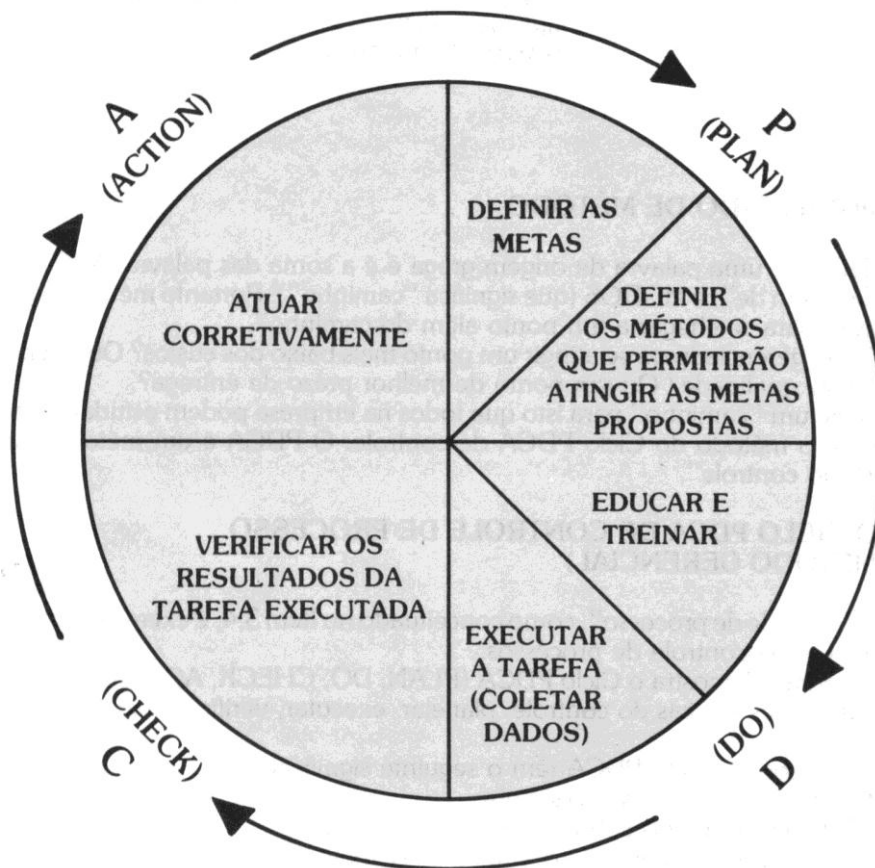 A
(ACTION)
P
(PLAN)
DEFINIR AS
METAS
DEFINIR
OS MÉTODOS
QUE PERMITIRÃO
ATINGIR AS METAS
PROPOSTAS
ATUAR
CORRETIVAMENTE
EDUCAR E
TREINAR
VERIFICAR OS
RESULTADOS DA
TAREFA EXECUTADA
EXECUTAR
A TAREFA
(COLETAR
DADOS)
(CHECK)
C
(DO)
D